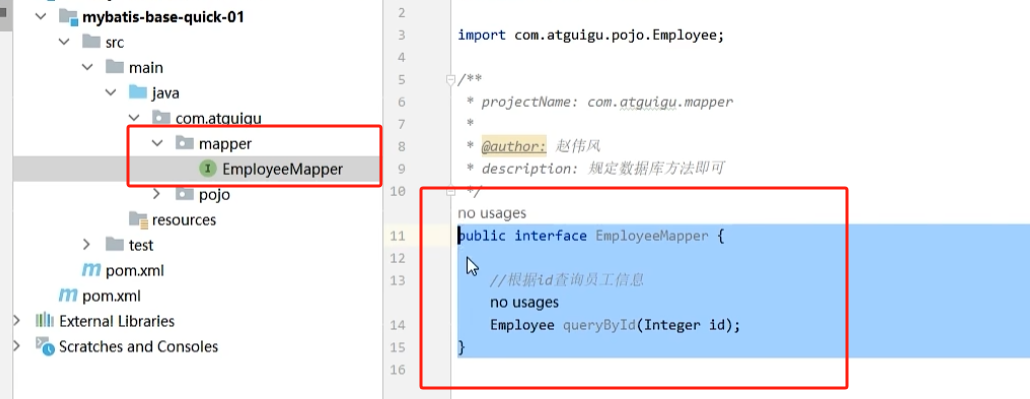 mybatis-base-quick-01
src
main
java
com.atguigu
mapper
I EmployeeMapper
pojo
resources
test
pom.xml
pom.xml
External Libraries
Scratches and Consoles
2
3 import com.atguigu.pojo.Employee;
4
5 /**
6 * projectName: com.atguigu.mapper
7 *
8 * @author: 赵伟风
9 * description: 规定数据库方法即可
10 */
no usages
11 public interface EmployeeMapper {
12
13 //根据id查询员工信息
no usages
14 Employee queryById(Integer id);
15 }
16